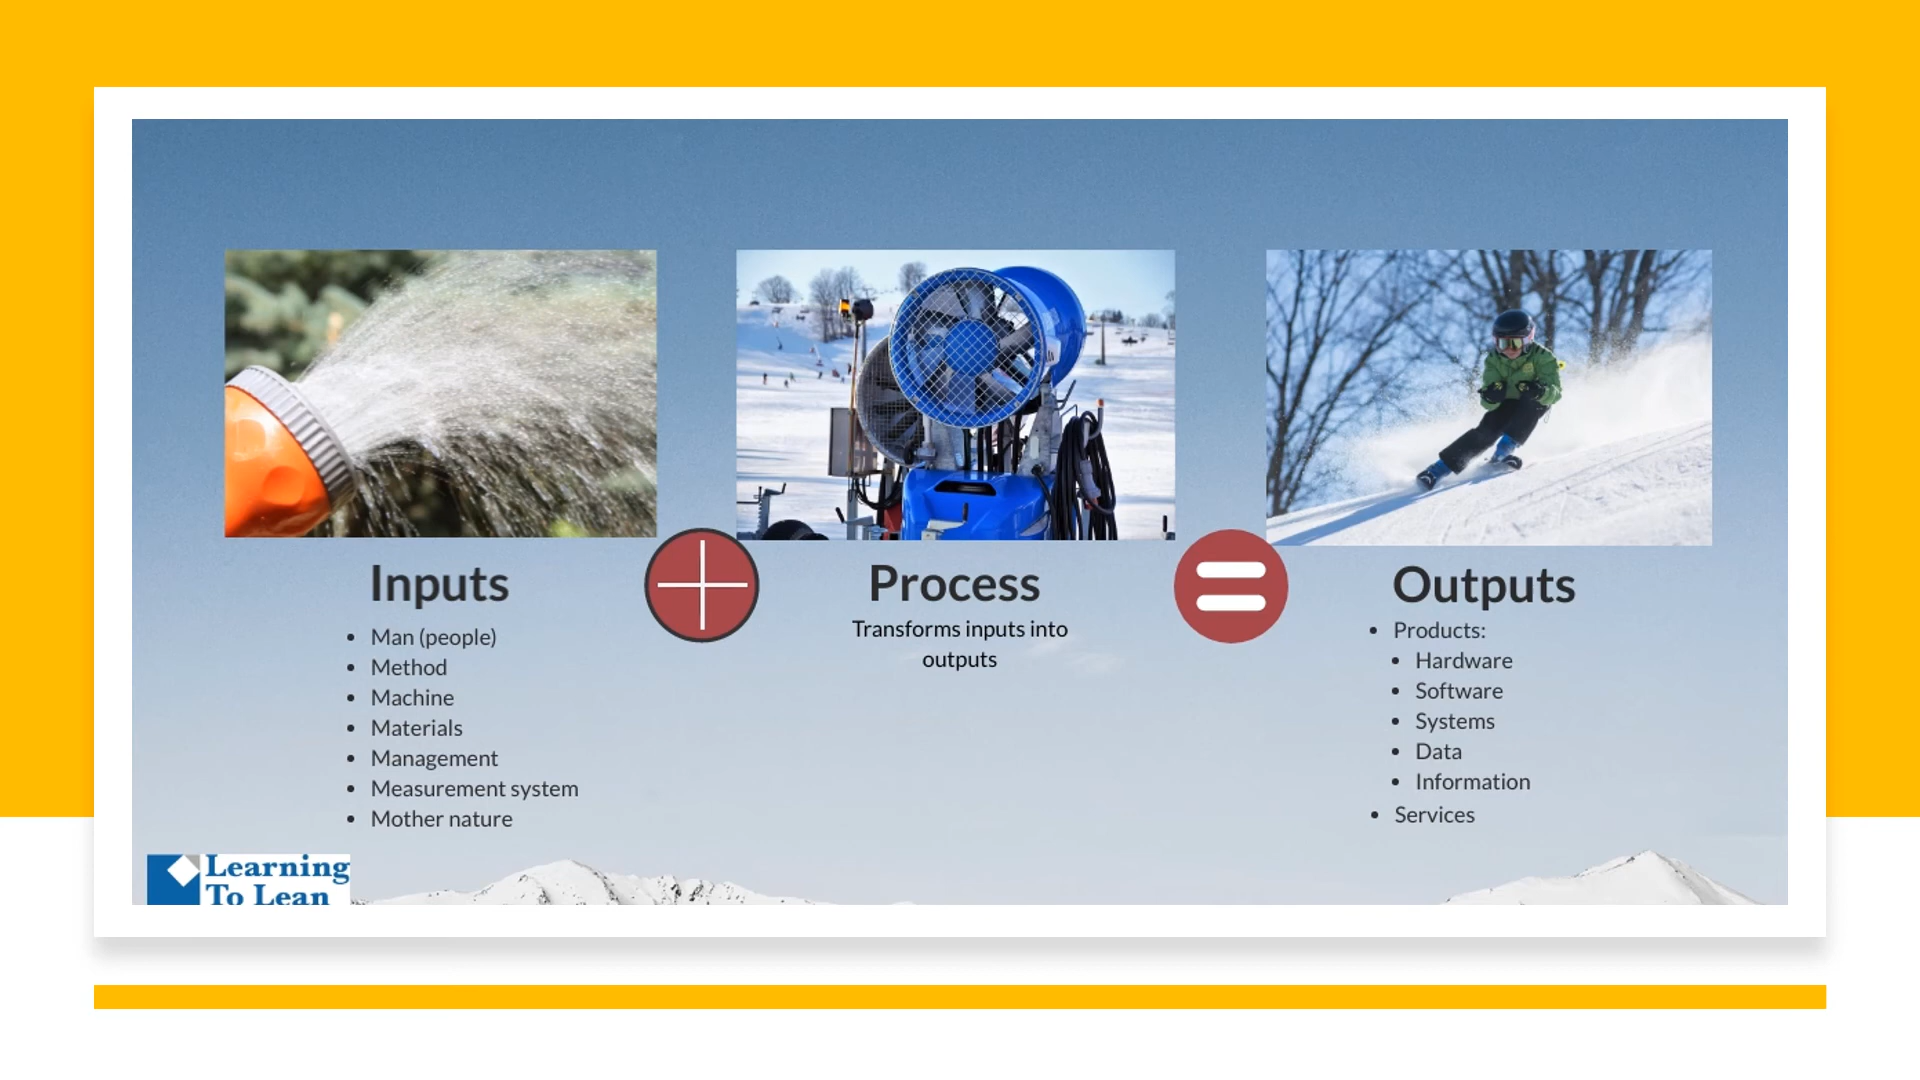 Inputs
Man (people)
Method
Machine
Materials
Management
Measurement system
Mother nature
Process
Transforms inputs into
outputs
Outputs
Products:
Hardware
Software
Systems
Data
Information
Services
Learning
To Lean